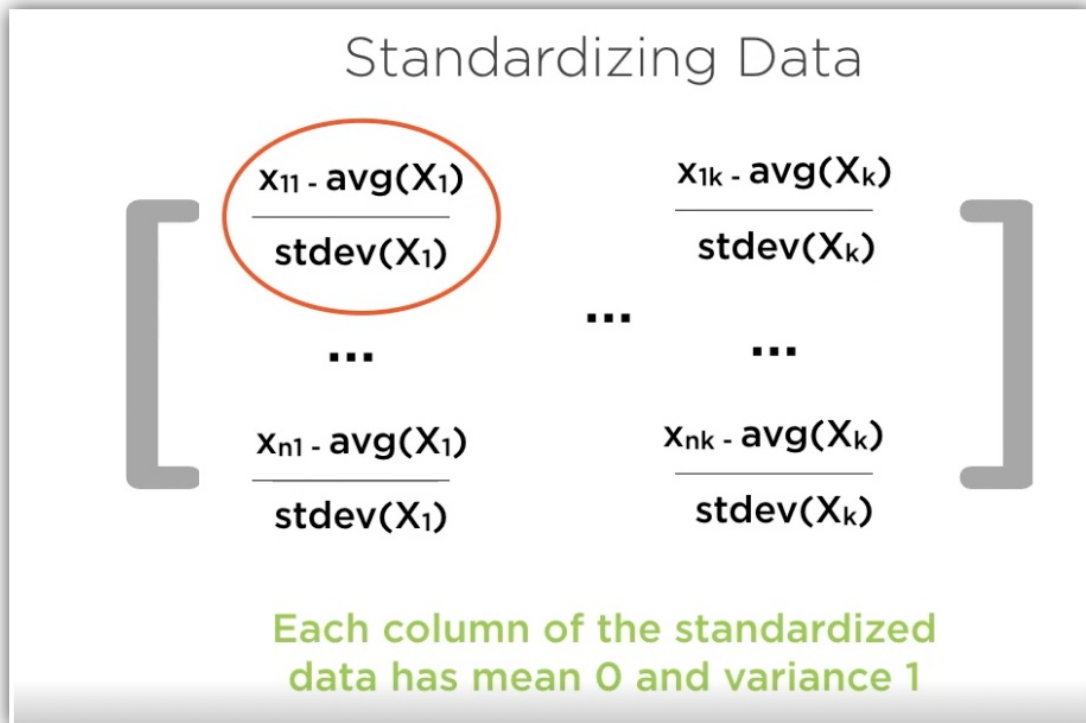 Standardizing Data
x11 - avg(X1)
stdev(X1)
x1k - avg(Xk)
stdev(Xk)
...
...
...
xn1 - avg(X1)
stdev(X1)
xnk - avg(Xk)
stdev(Xk)
Each column of the standardized
data has mean 0 and variance 1